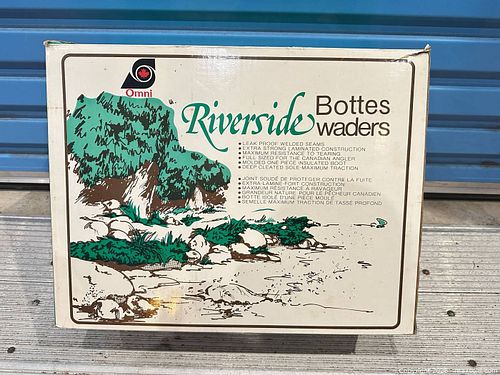 Omni
Riverside Bottes
waders
LEAK PROOF WELDED SEAMS
EXTRA STRONG LAMINATED CONSTRUCTION
MAXIMUM RESISTANCE TO TEARING
FULL SIZED FOR THE CANADIAN ANGLER
MOLDED ONE PIECE INSULATED BOOT
DEEP CLEATED SOLE-MAXIMUM TRACTION
JOINT SOUDÉ DE PROTEGER CONTRE LA FUITE
EXTRA-LAMINÉ FORT CONSTRUCTION
MAXIMUM RÉSISTANCE À RAVAGEUR
GRANDEUR NATURE POUR LE PÊCHEUR CANADIEN
BOTTE ISOLÉ D'UNE PIÈCE MOULÉ
SEMELLE MAXIMUM TRACTION DE TASSÉ PROFOND